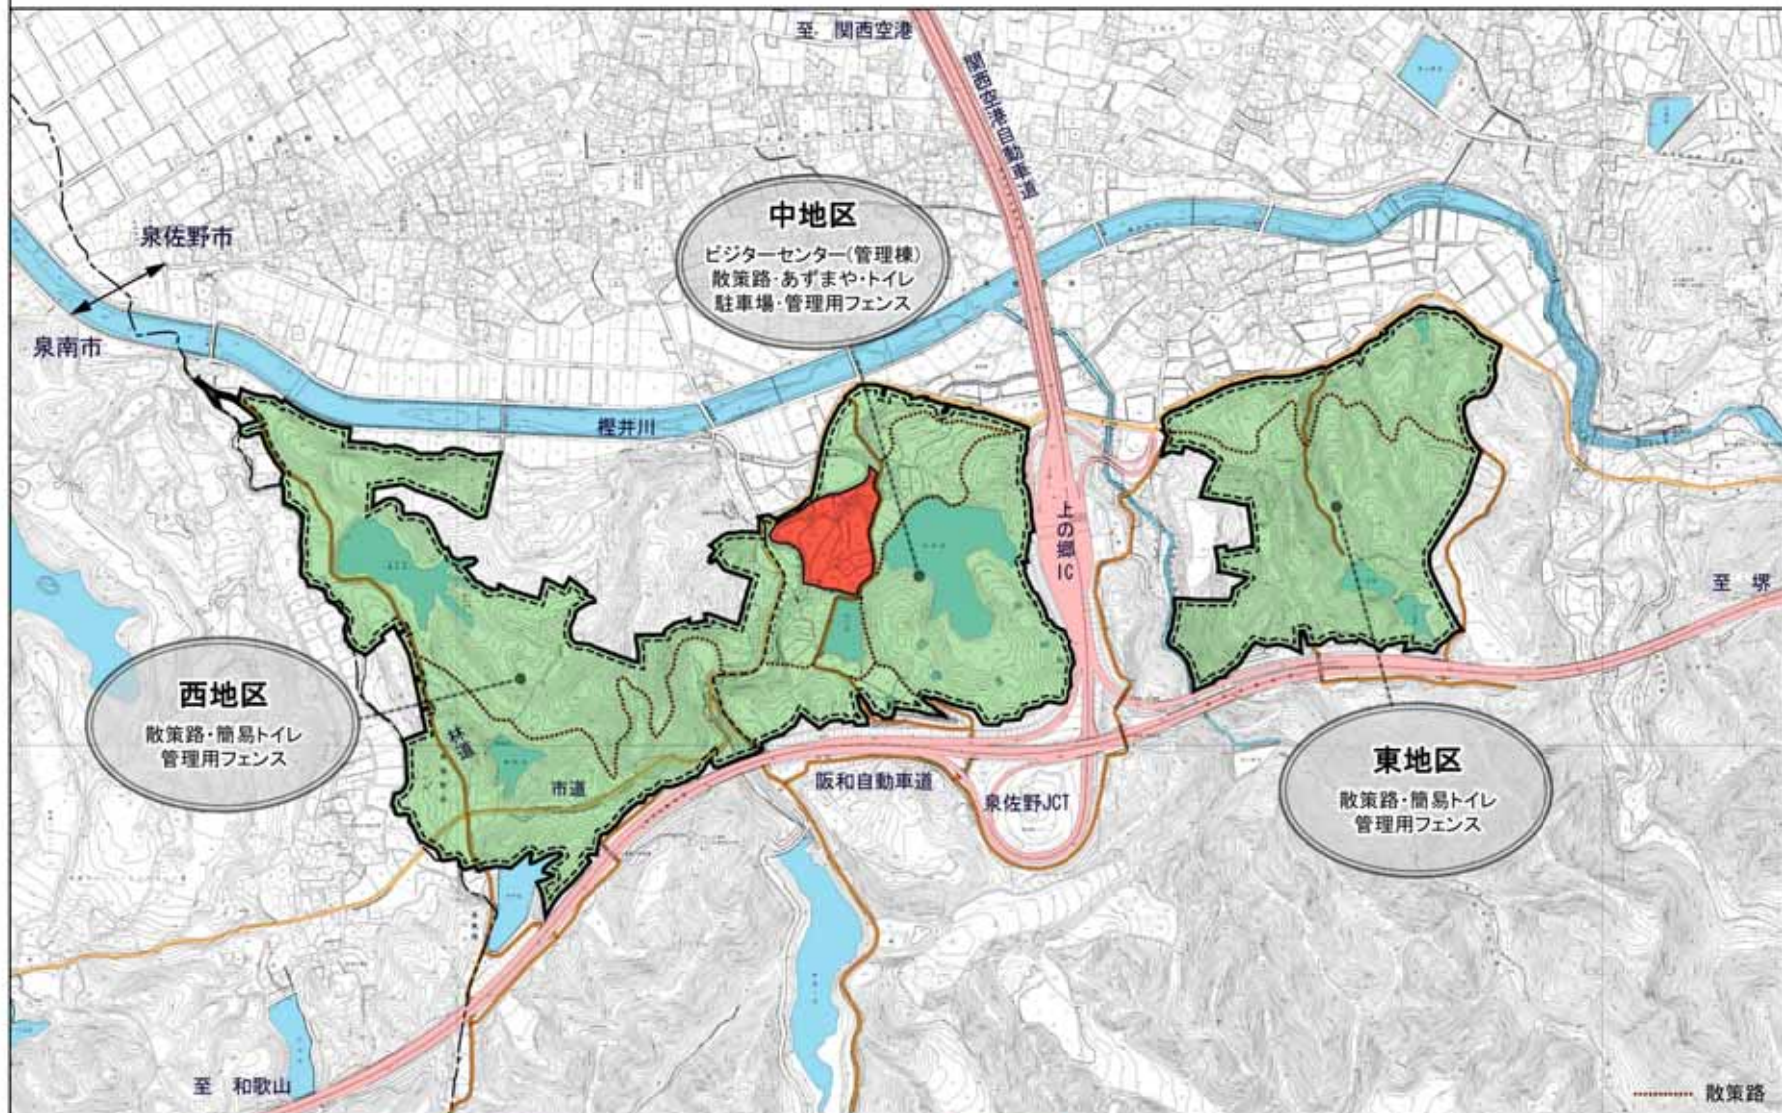 至 関西空港
関西空港自動車道
中地区
ビジターセンター(管理棟)
散策路・あずまや・トイレ
駐車場・管理用フェンス
泉佐野市
泉南市
樫井川
上の郷IC
至 堺
西地区
散策路・簡易トイレ
管理用フェンス
林道
市道
阪和自動車道
泉佐野JCT
東地区
散策路・簡易トイレ
管理用フェンス
至 和歌山
散策路